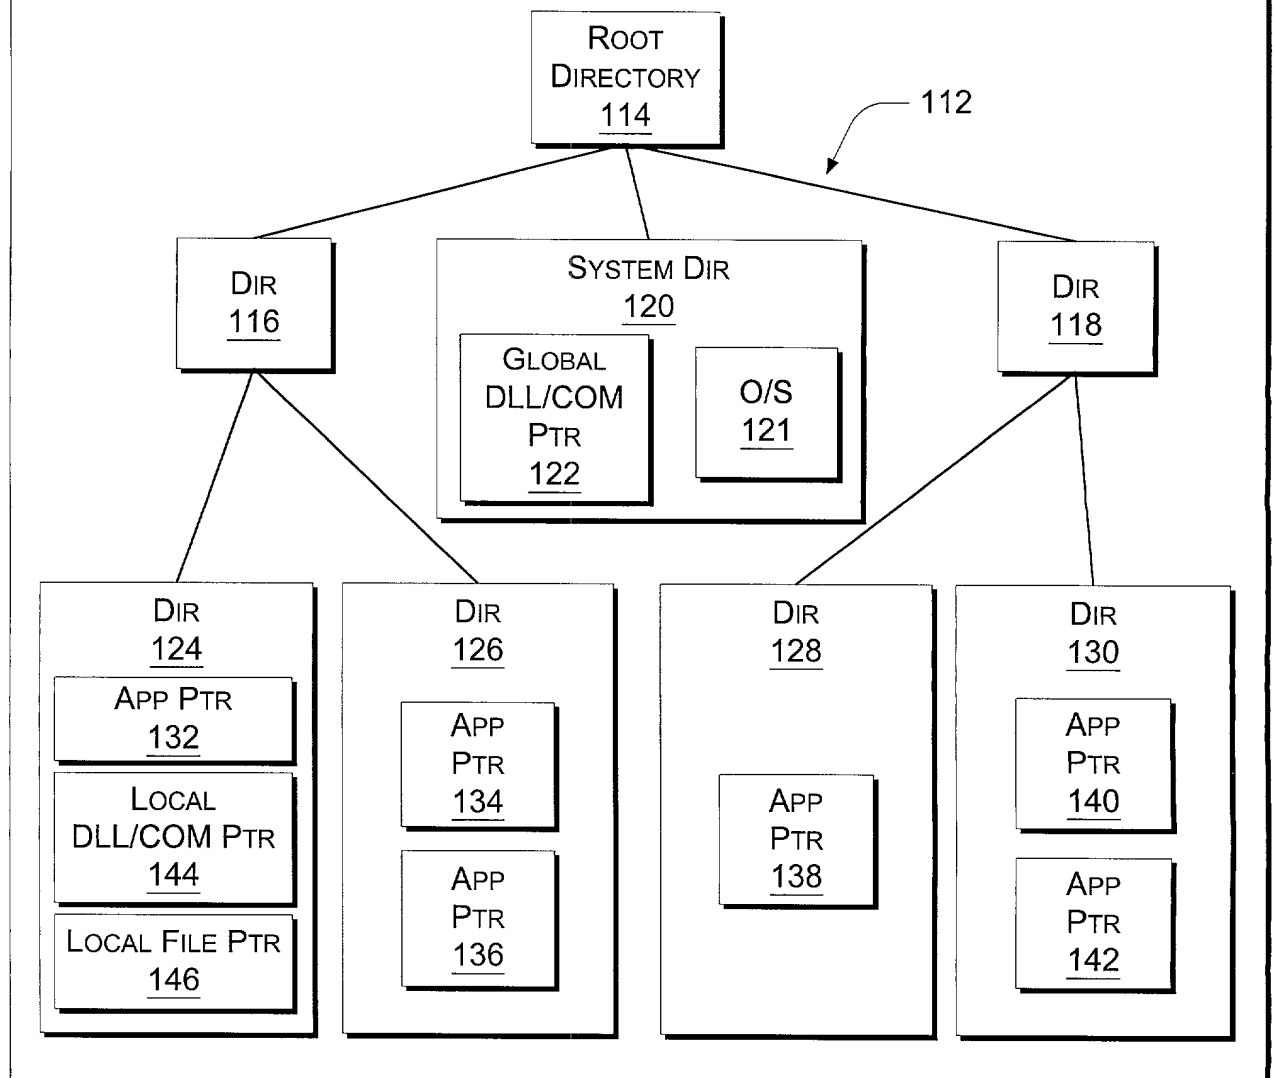 ROOT
DIRECTORY
114
112
DIR
116
SYSTEM DIR
120
GLOBAL
DLL/COM
PTR
122
O/S
121
DIR
118
DIR
124
APP PTR
132
LOCAL
DLL/COM PTR
144
LOCAL FILE PTR
146
DIR
126
APP
PTR
134
APP
PTR
136
DIR
128
APP
PTR
138
DIR
130
APP
PTR
140
APP
PTR
142